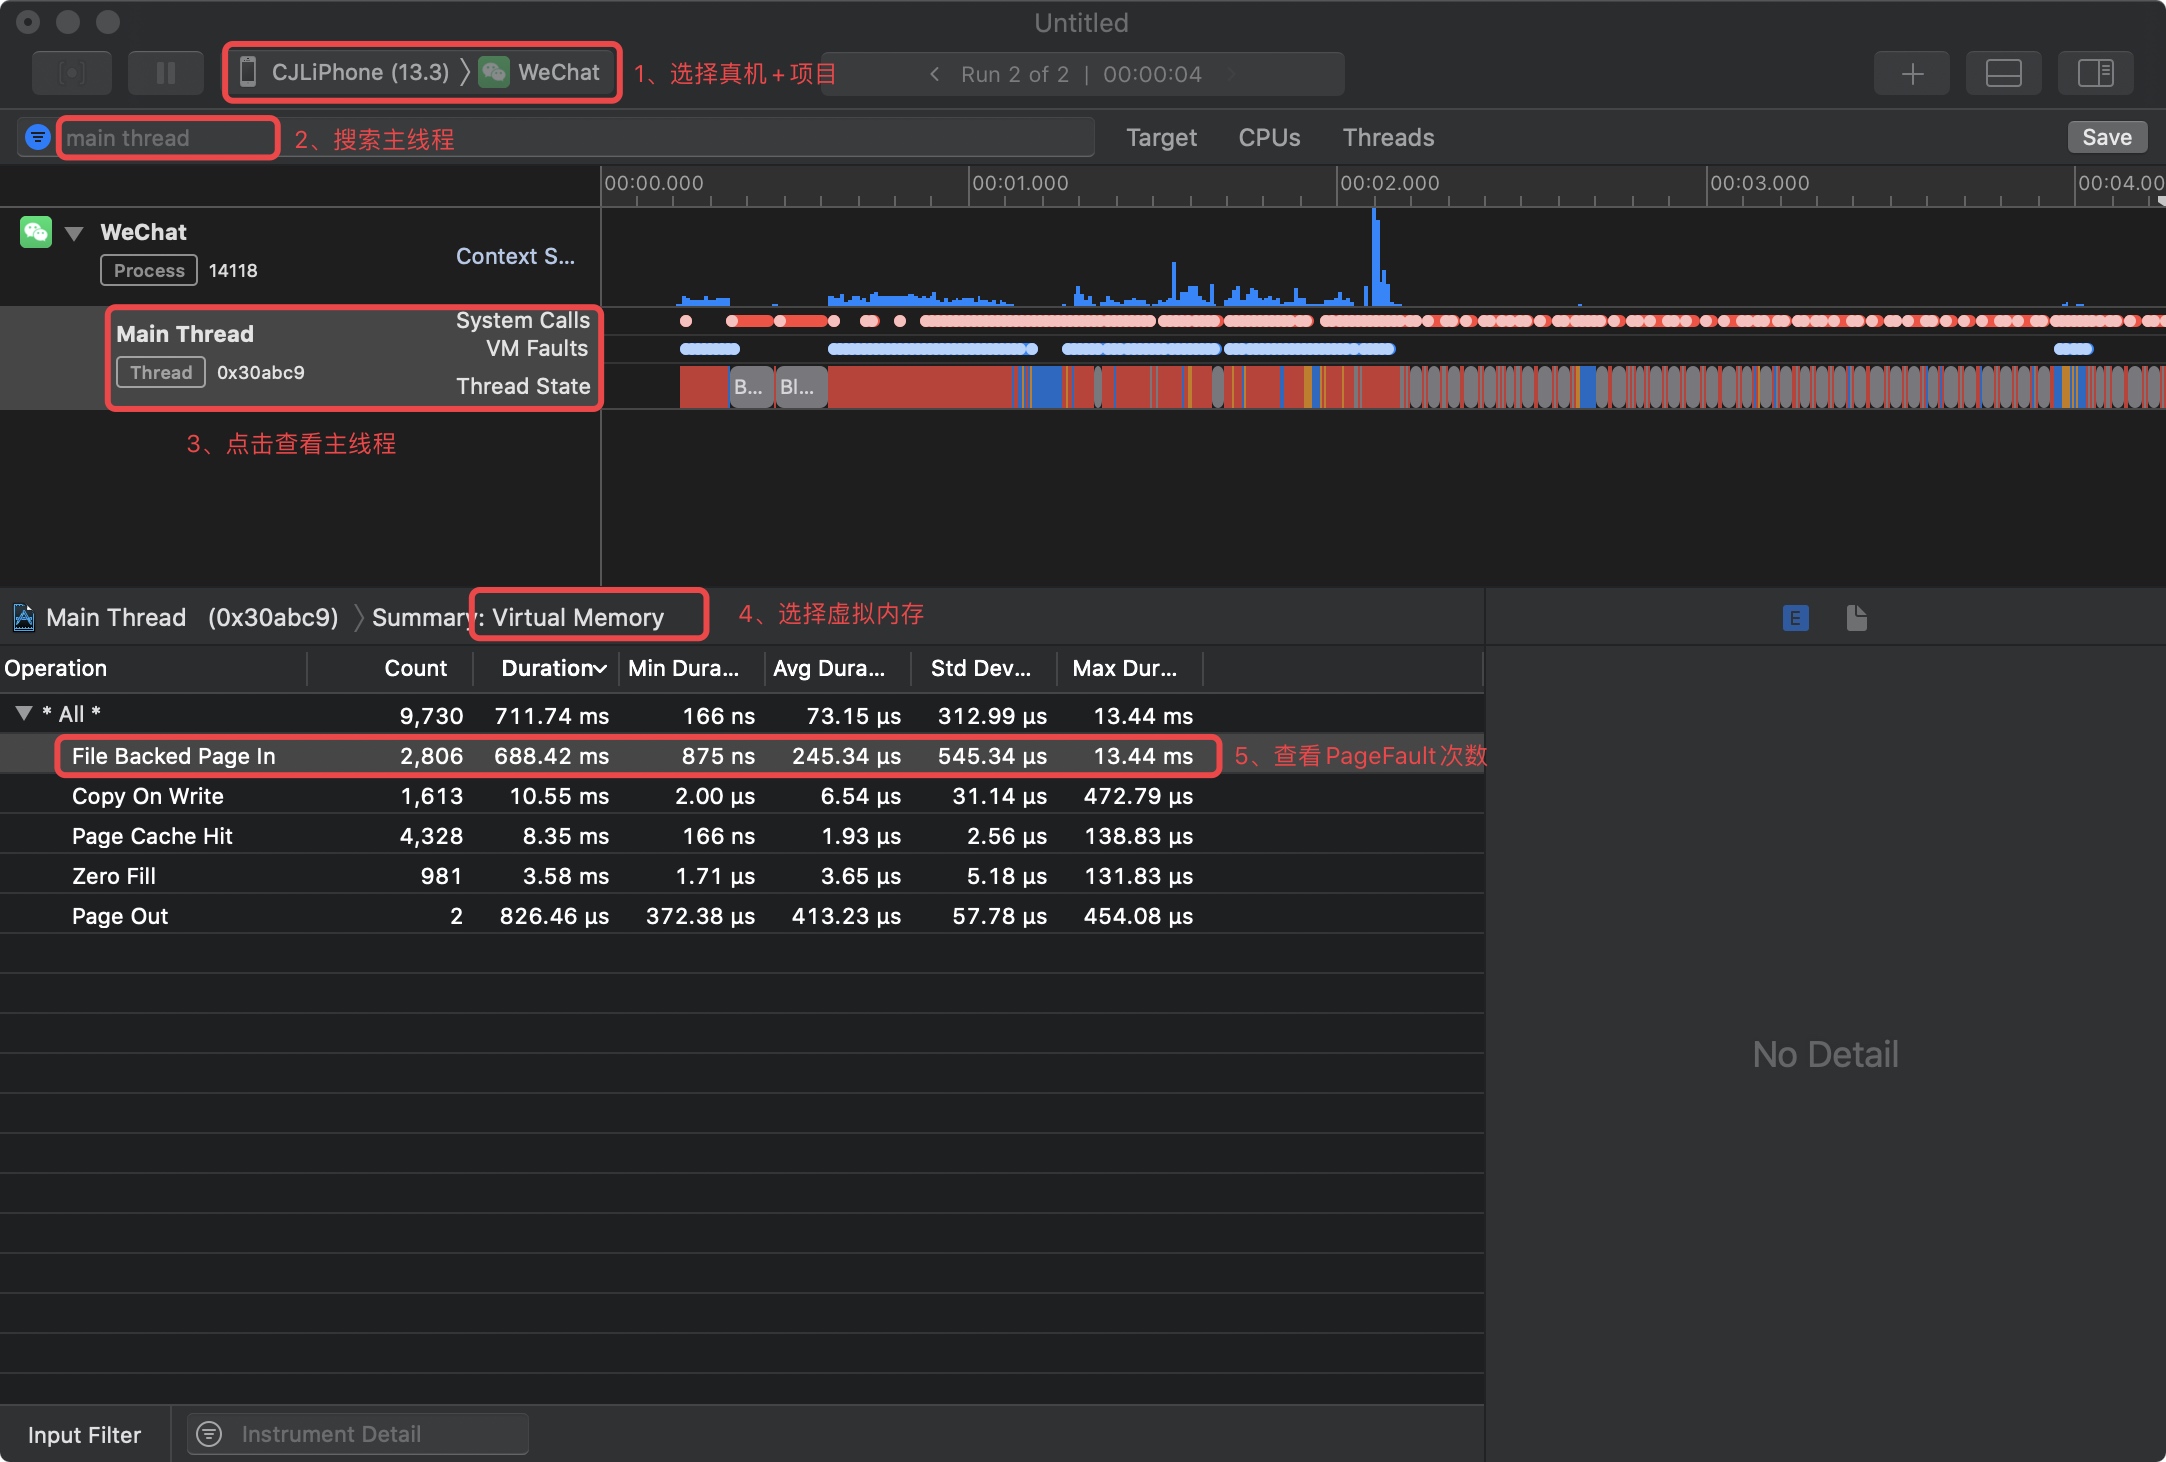 Untitled
CJLiPhone (13.3) 〉 WeChat 1、选择真机+项目 < Run 2 of 2 | 00:00:04 >
main thread 2、搜索主线程 Target CPUs Threads Save
00:00.000 00:01.000 00:02.000 00:03.000 00:04.00
WeChat
Context S...
Process 14118
System Calls
Main Thread
VM Faults
Thread 0x30abc9
Thread State B... Bl...
3、点击查看主线程
Main Thread (0x30abc9) 〉 Summary: Virtual Memory 4、选择虚拟内存 E
Operation Count Duration Min Dura... Avg Dura... Std Dev... Max Dur...
* All * 9,730 711.74 ms 166 ns 73.15 µs 312.99 µs 13.44 ms
File Backed Page In 2,806 688.42 ms 875 ns 245.34 µs 545.34 µs 13.44 ms 5、查看PageFault次数
Copy On Write 1,613 10.55 ms 2.00 µs 6.54 µs 31.14 µs 472.79 µs
Page Cache Hit 4,328 8.35 ms 166 ns 1.93 µs 2.56 µs 138.83 µs
Zero Fill 981 3.58 ms 1.71 µs 3.65 µs 5.18 µs 131.83 µs
Page Out 2 826.46 µs 372.38 µs 413.23 µs 57.78 µs 454.08 µs
No Detail
Input Filter Instrument Detail